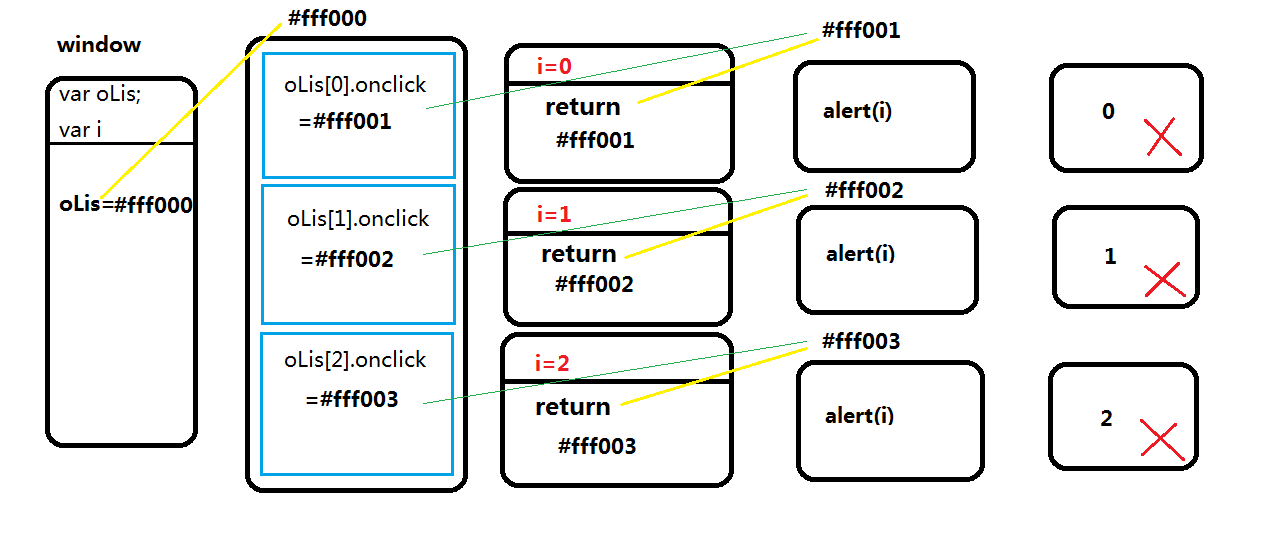 window
var oLis;
var i
oLis=#fff000
#fff000
oLis[0].onclick
=#fff001
oLis[1].onclick
=#fff002
oLis[2].onclick
=#fff003
i=0
return
#fff001
i=1
return
#fff002
i=2
return
#fff003
#fff001
alert(i)
#fff002
alert(i)
#fff003
alert(i)
0
1
2